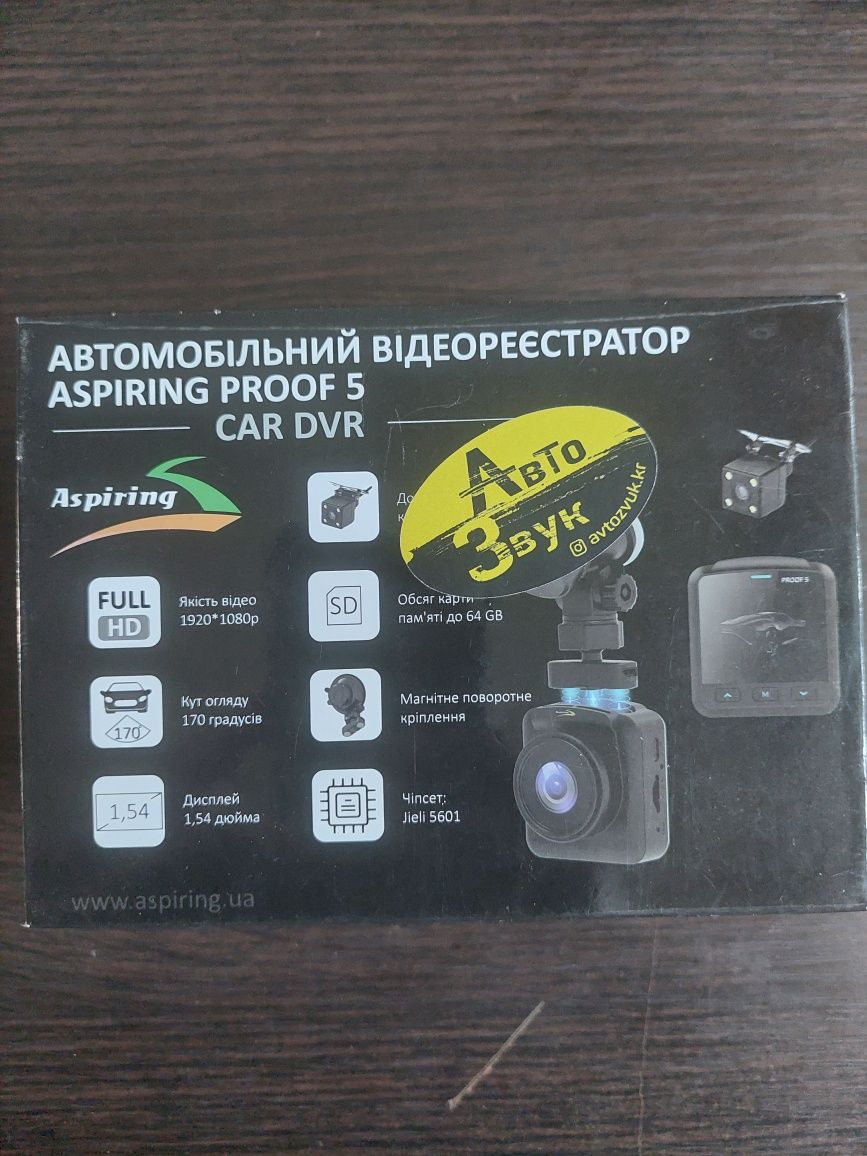 АВТОМОБІЛЬНИЙ ВІДЕОРЕЄСТРАТОР
ASPIRING PROOF 5
CAR DVR
Aspiring
Авто
Звук
avtozvuk.kr
FULL
HD
Якість відео
1920*1080p
SD
Обсяг карти
пам'яті до 64 GB
PROOF 5
M
170°
Кут огляду
170 градусів
Магнітне поворотне
кріплення
1,54
Дисплей
1,54 дюйма
Чіпсет:
Jieli 5601
www.aspiring.ua